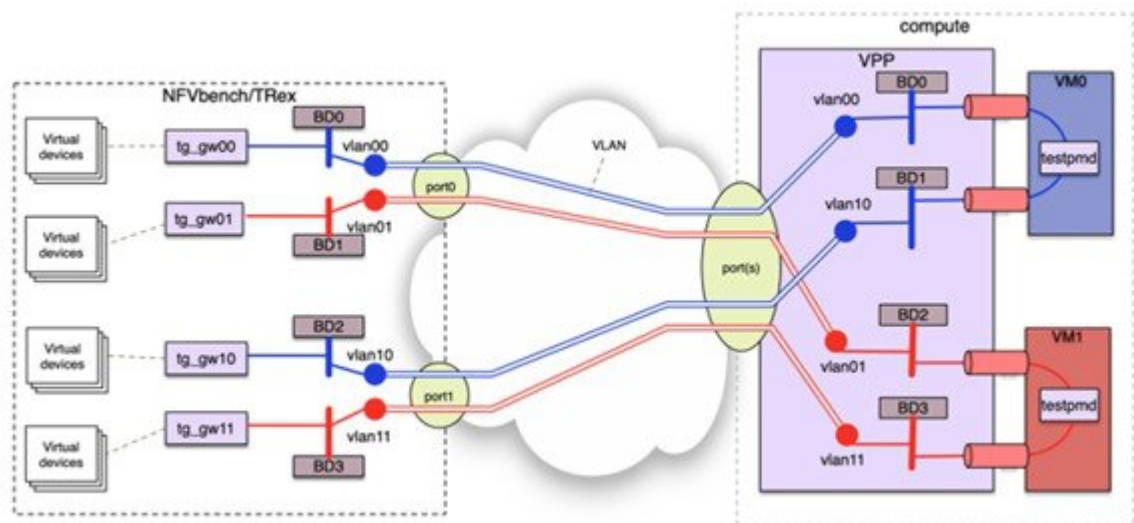 compute
NFVbench/TRex
VPP
BD0
vlan00
VM0
BD0
vlan00
Virtual
devices
tg_gw00
VLAN
testpmd
port0
BD1
vlan10
Virtual
devices
tg_gw01
vlan01
BD1
port(s)
BD2
vlan01
VM1
BD2
vlan10
Virtual
devices
tg_gw10
port1
testpmd
BD3
vlan11
Virtual
devices
tg_gw11
vlan11
BD3